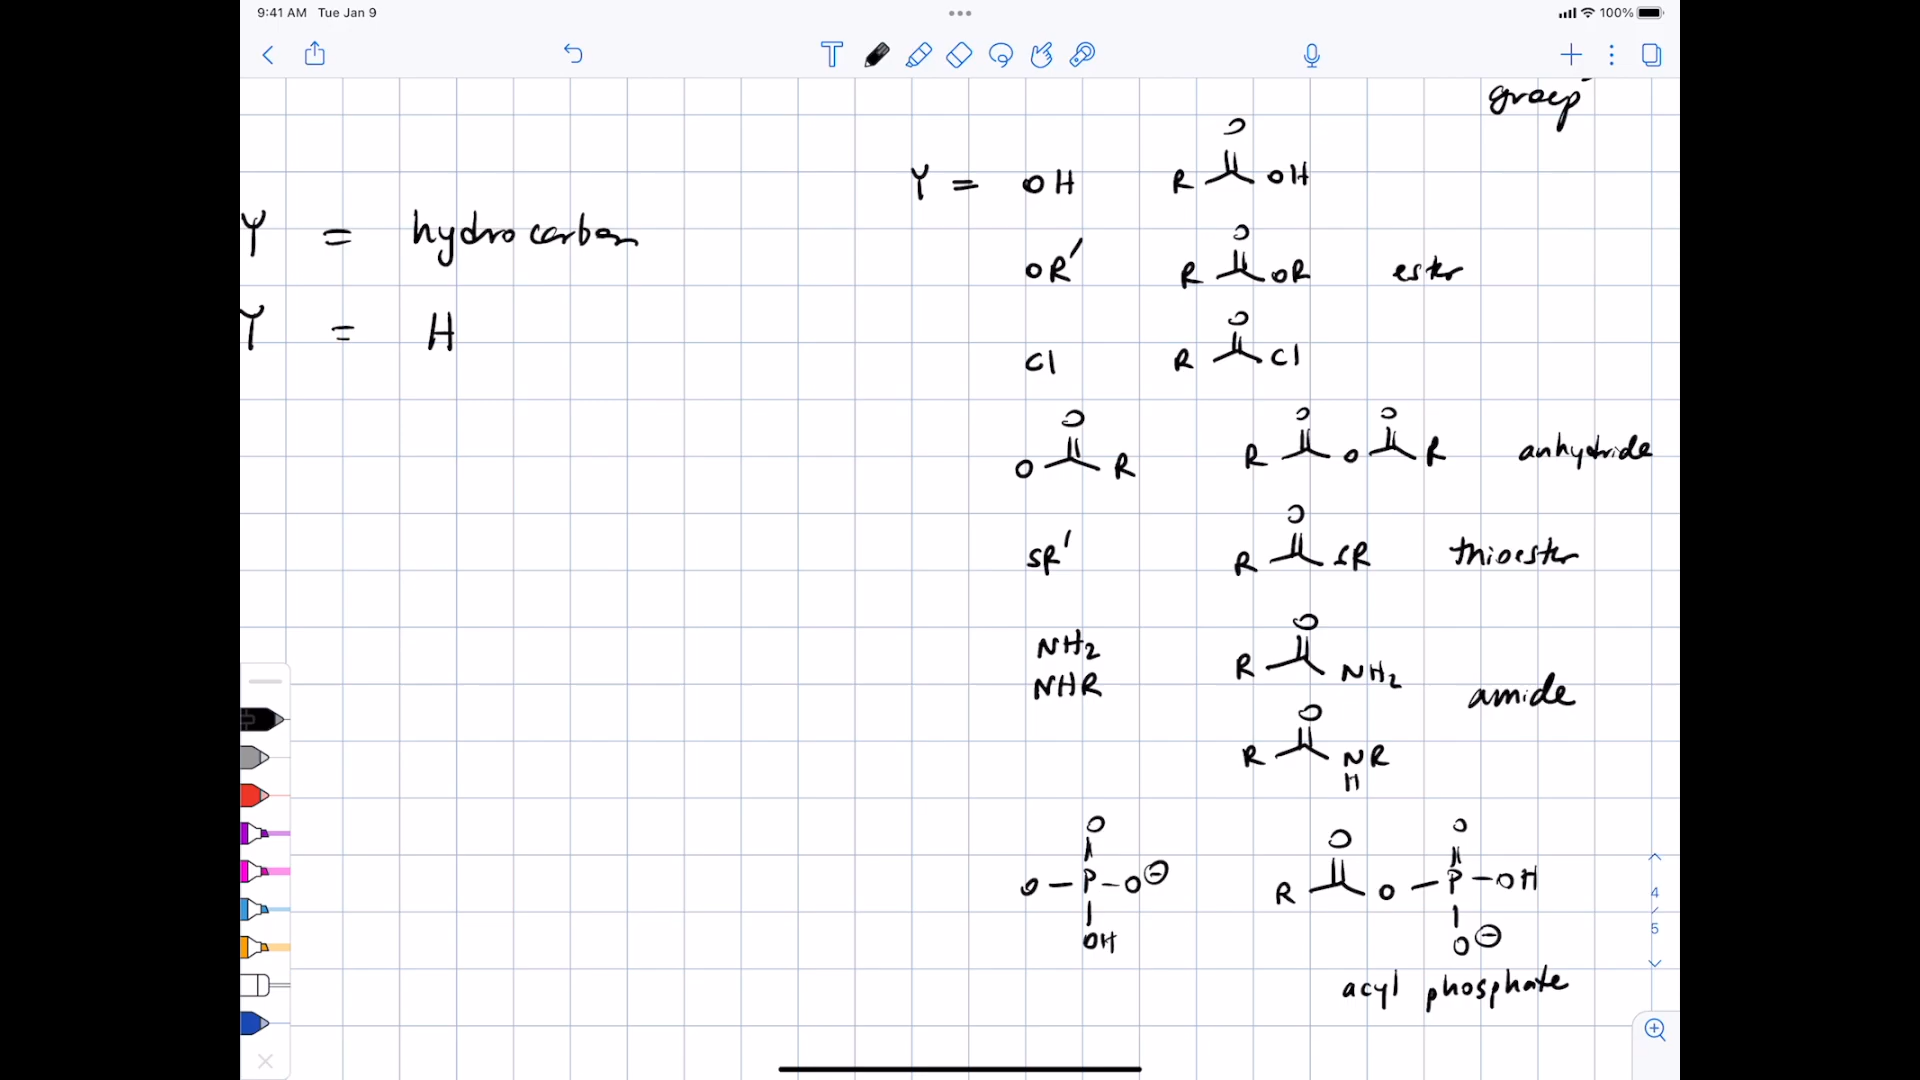 9:41 AM Tue Jan 9
100%
group
Y = OH R O OH
Y = hydrocarbon
OR' R O OR ester
Y = H
Cl R O Cl
O O R R O O O R anhydride
SR' R O SR thioester
NH2 R O NH2
NHR
amide
R O NR
H
O O O
O - P - O⊖ R O - P - OH
OH O⊖
acyl phosphate
4
5